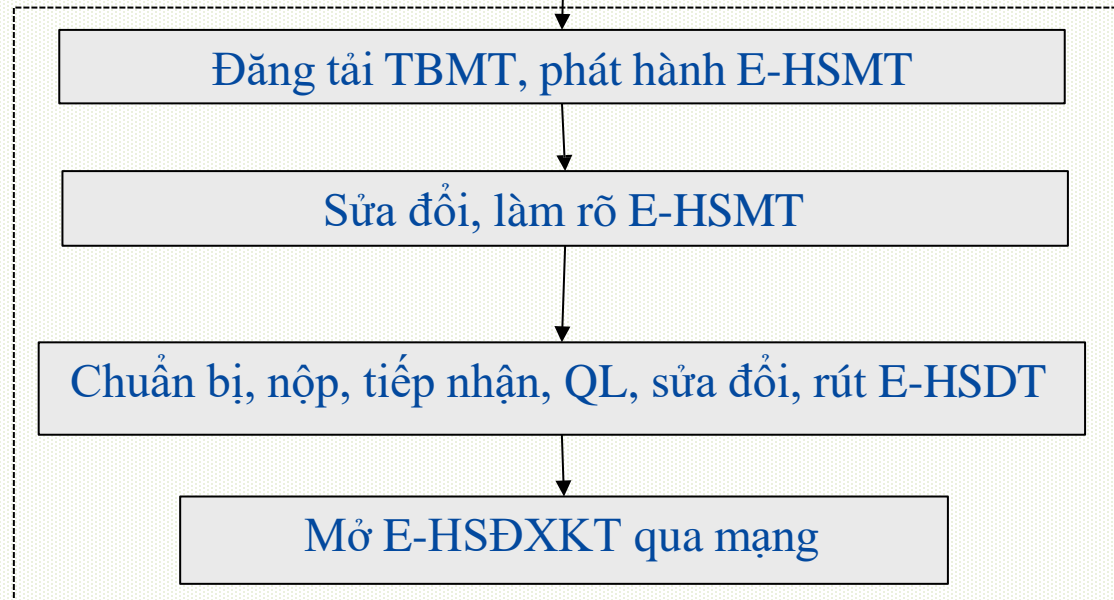 Đăng tải TBMT, phát hành E-HSMT
Sửa đổi, làm rõ E-HSMT
Chuẩn bị, nộp, tiếp nhận, QL, sửa đổi, rút E-HSDT
Mở E-HSĐXKT qua mạng